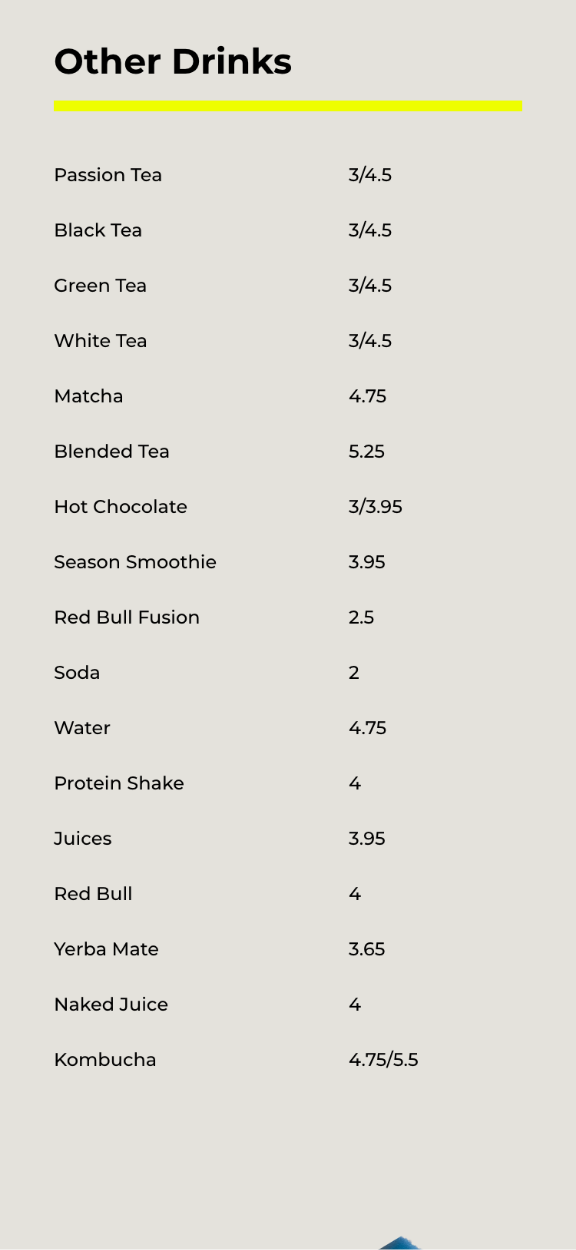 Other Drinks
Passion Tea 3/4.5
Black Tea 3/4.5
Green Tea 3/4.5
White Tea 3/4.5
Matcha 4.75
Blended Tea 5.25
Hot Chocolate 3/3.95
Season Smoothie 3.95
Red Bull Fusion 2.5
Soda 2
Water 4.75
Protein Shake 4
Juices 3.95
Red Bull 4
Yerba Mate 3.65
Naked Juice 4
Kombucha 4.75/5.5